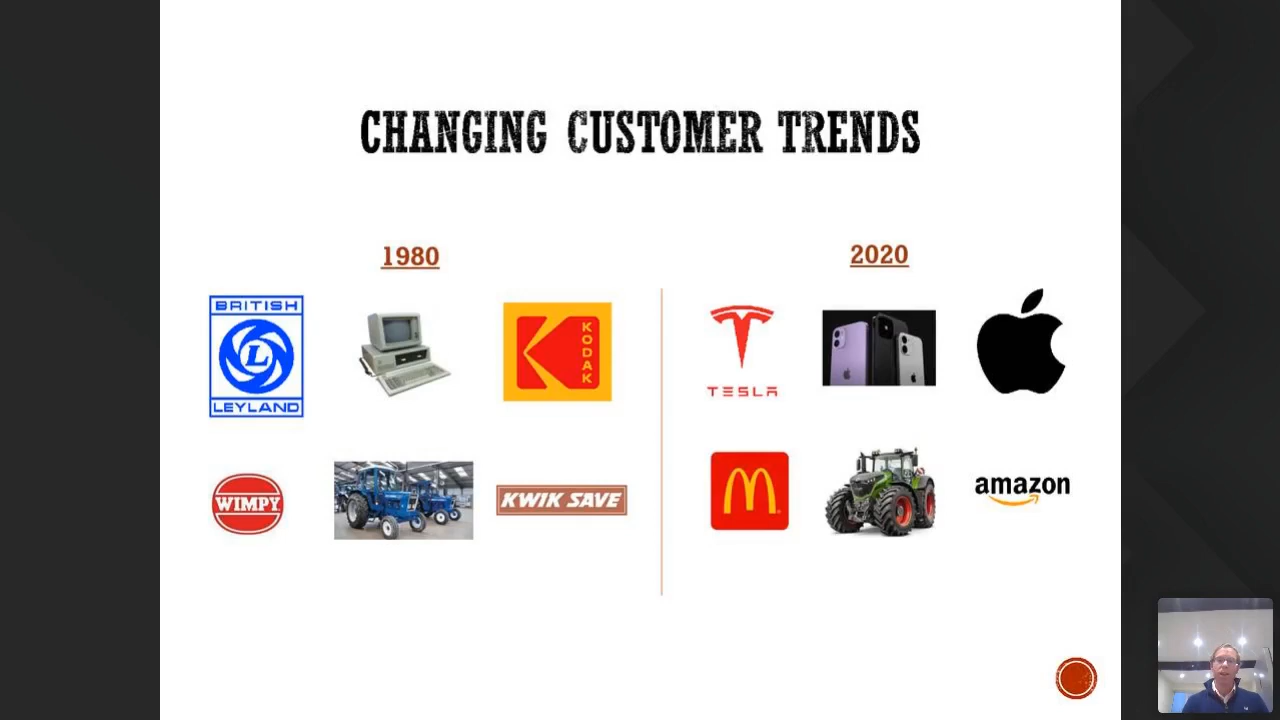 CHANGING CUSTOMER TRENDS
1980
2020
BRITISH
LEYLAND
L
KODAK
TESLA
WIMPY
KWIK SAVE
amazon